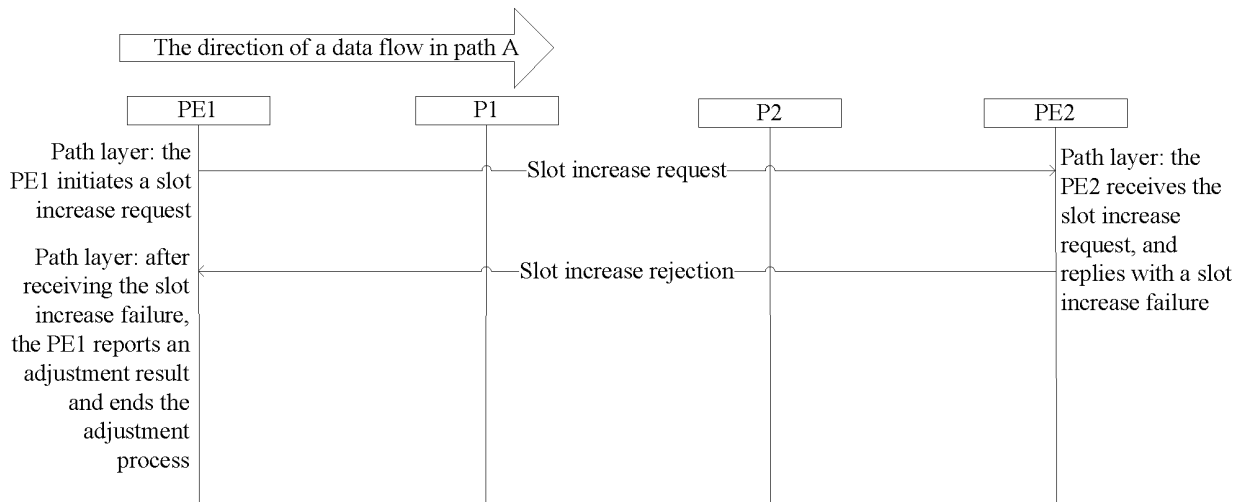 The direction of a data flow in path A
PE1
P1
P2
PE2
Path layer: the
PE1 initiates a slot
increase request
Slot increase request
Path layer: the
PE2 receives the
slot increase
request, and
replies with a slot
increase failure
Path layer: after
receiving the slot
increase failure,
the PE1 reports an
adjustment result
and ends the
adjustment
process
Slot increase rejection